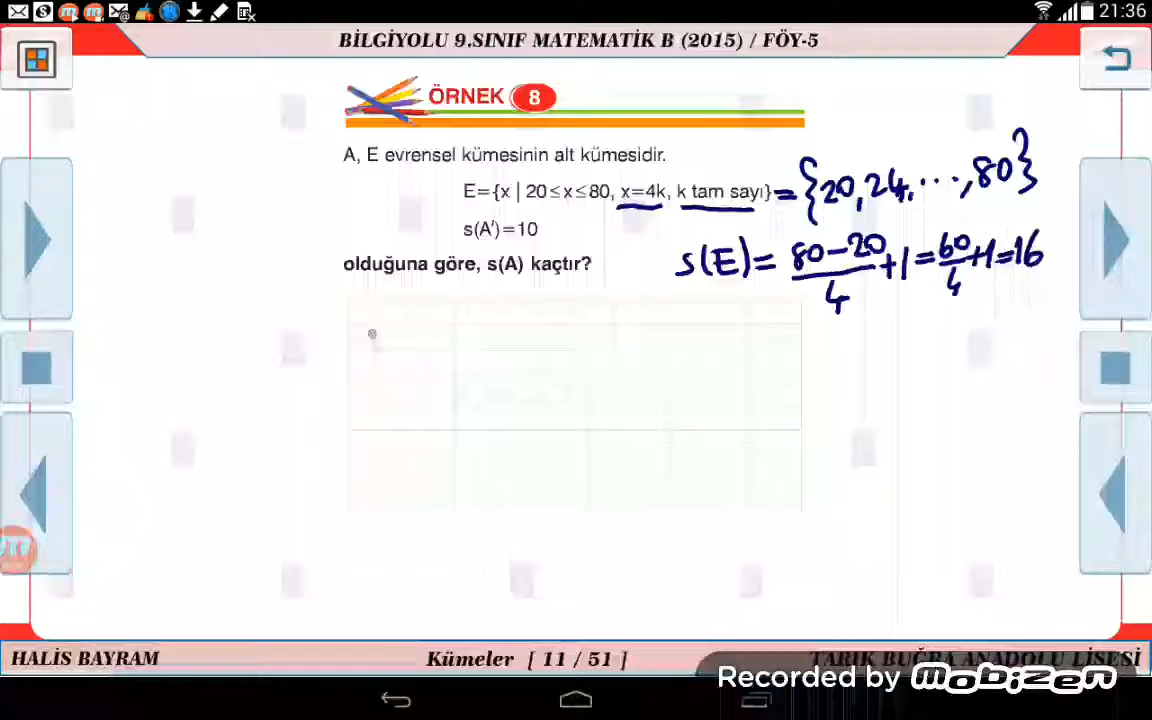 21:36
BİLGİYOLU 9.SINIF MATEMATİK B (2015) / FÖY-5
ÖRNEK 8
A, E evrensel kümesinin alt kümesidir.
E={x | 20≤x≤80, x=4k, k tam sayı} = {20,24,...,80}
s(A')=10
s(E) = 80-20/4 +1 = 60/4 +1 = 16
olduğuna göre, s(A) kaçtır?
HALİS BAYRAM
Kümeler [ 11 / 51 ]
TARIK BUĞRA ANADOLU LİSESİ
Recorded by Mobizen